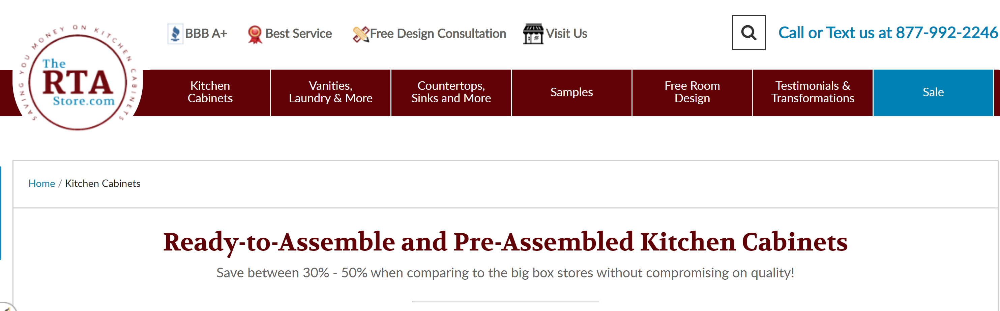 SAVING YOU MONEY ON KITCHEN CABINETS
The
RTA
Store.com
BBB A+
Best Service
Free Design Consultation
Visit Us
Call or Text us at 877-992-2246
Kitchen
Cabinets
Vanities,
Laundry & More
Countertops,
Sinks and More
Samples
Free Room
Design
Testimonials &
Transformations
Sale
Home / Kitchen Cabinets
Ready-to-Assemble and Pre-Assembled Kitchen Cabinets
Save between 30% - 50% when comparing to the big box stores without compromising on quality!